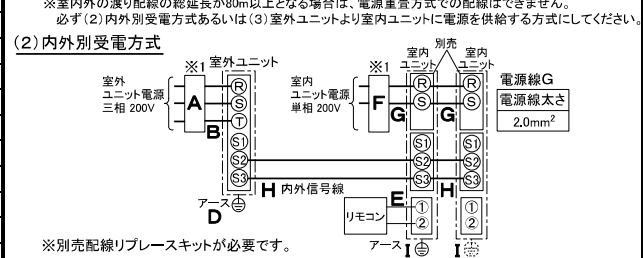 ※室内外の渡り配線の総延長が80m以上となる場合は、電源重畳方式での配線はできません。
必ず(2)内外別受電方式あるいは(3)室外ユニットより室内ユニットに電源を供給する方式にしてください。
(2)内外別受電方式
※1 室外ユニット
室外
ユニット電源
三相 200V
A
B
R
S
T
S1
S2
S3
アース
D
H 内外信号線
別売
※1 室内
ユニット
室内
ユニット
室内
ユニット電源
単相 200V
F
G
G
R
S
R
S
S1
S2
S3
S1
S2
S3
H
E
リモコン
①
②
①
②
アース I
I
電源線G
電源線太さ
2.0mm²
※別売配線リプレースキットが必要です。